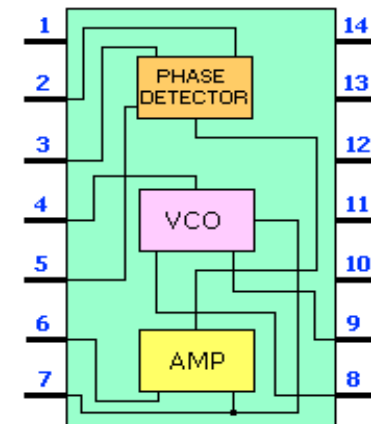 1 14
PHASE
DETECTOR
2 13
3 12
4 11
VCO
5 10
6 9
AMP
7 8